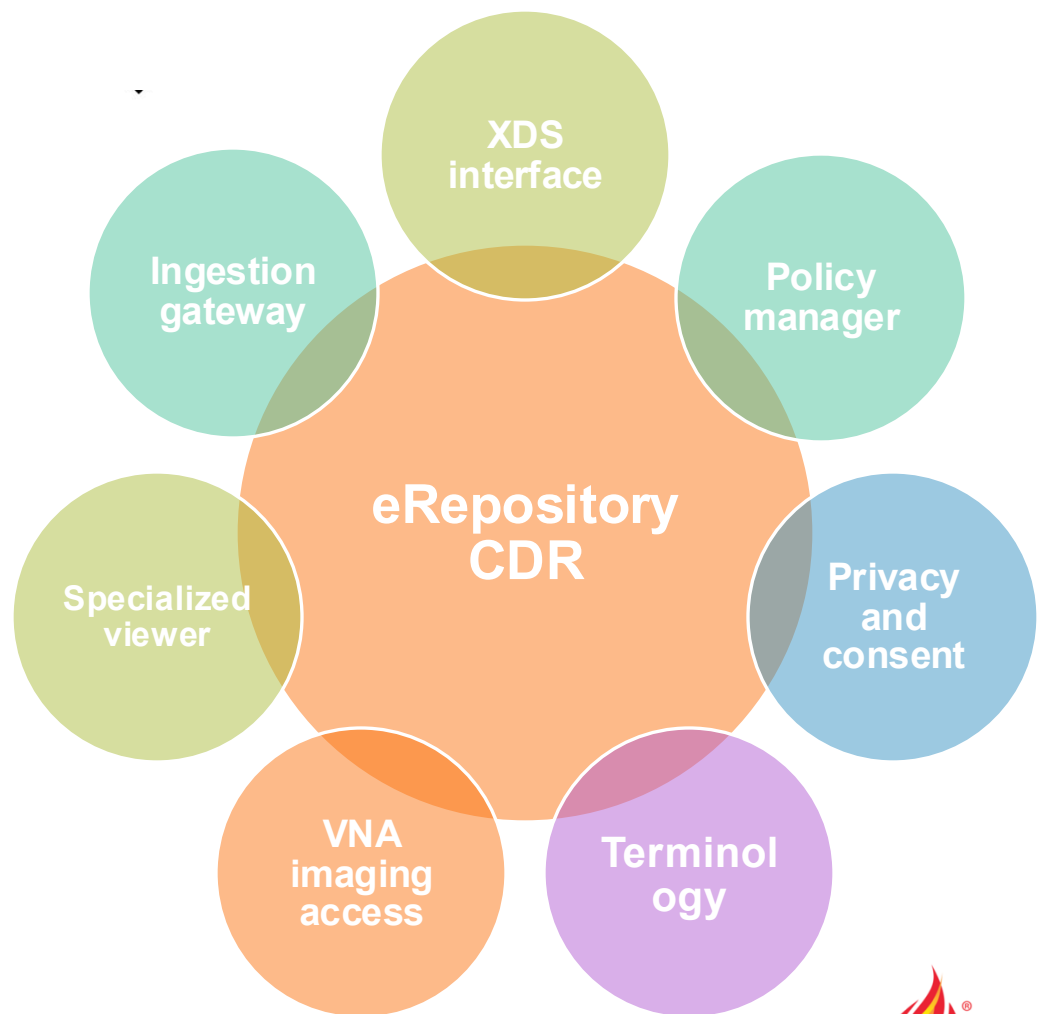 XDS
interface
Ingestion
gateway
Policy
manager
eRepository
CDR
Specialized
viewer
Privacy
and
consent
VNA
imaging
access
Terminol
ogy
®